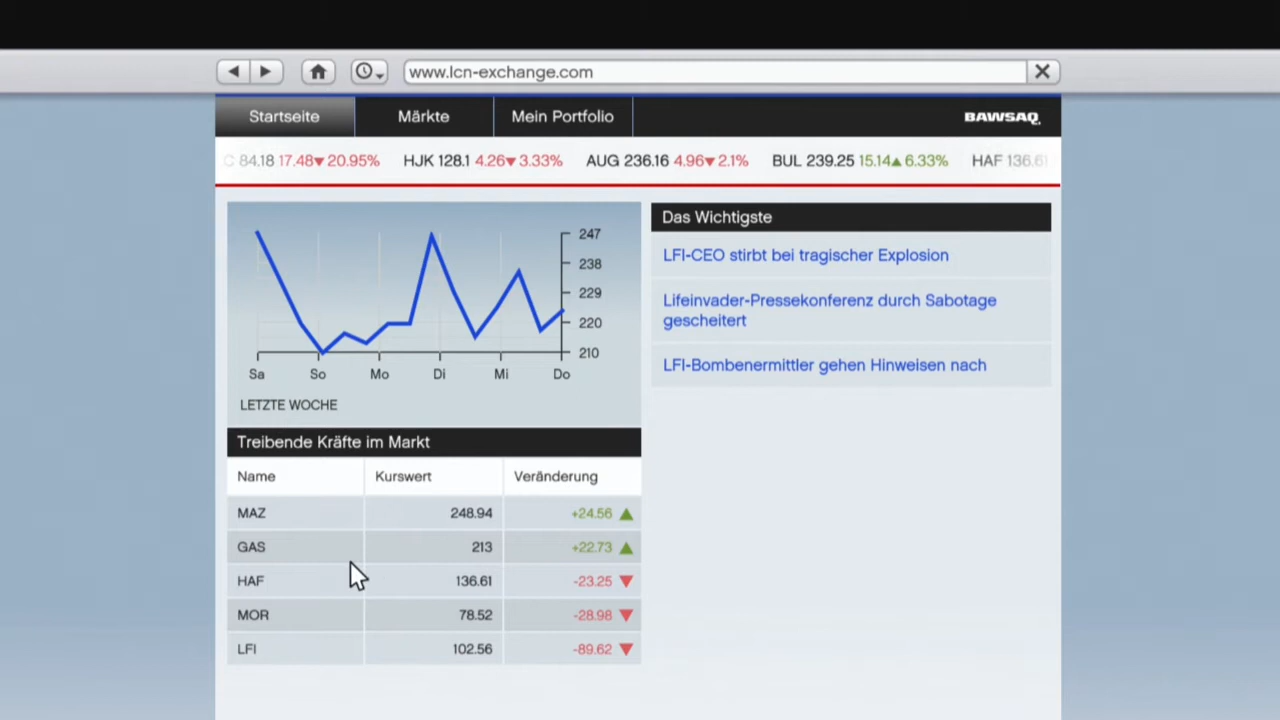 www.lcn-exchange.com
Startseite Märkte Mein Portfolio BAWSAQ
C 84.18 17.48▼ 20.95% HJK 128.1 4.26▼ 3.33% AUG 236.16 4.96▼ 2.1% BUL 239.25 15.14▲ 6.33% HAF 136.61
247
238
229
220
210
Sa So Mo Di Mi Do
LETZTE WOCHE
Treibende Kräfte im Markt
Name Kurswert Veränderung
MAZ 248.94 +24.56 ▲
GAS 213 +22.73 ▲
HAF 136.61 -23.25 ▼
MOR 78.52 -28.98 ▼
LFI 102.56 -89.62 ▼
Das Wichtigste
LFI-CEO stirbt bei tragischer Explosion
Lifeinvader-Pressekonferenz durch Sabotage
gescheitert
LFI-Bombenermittler gehen Hinweisen nach